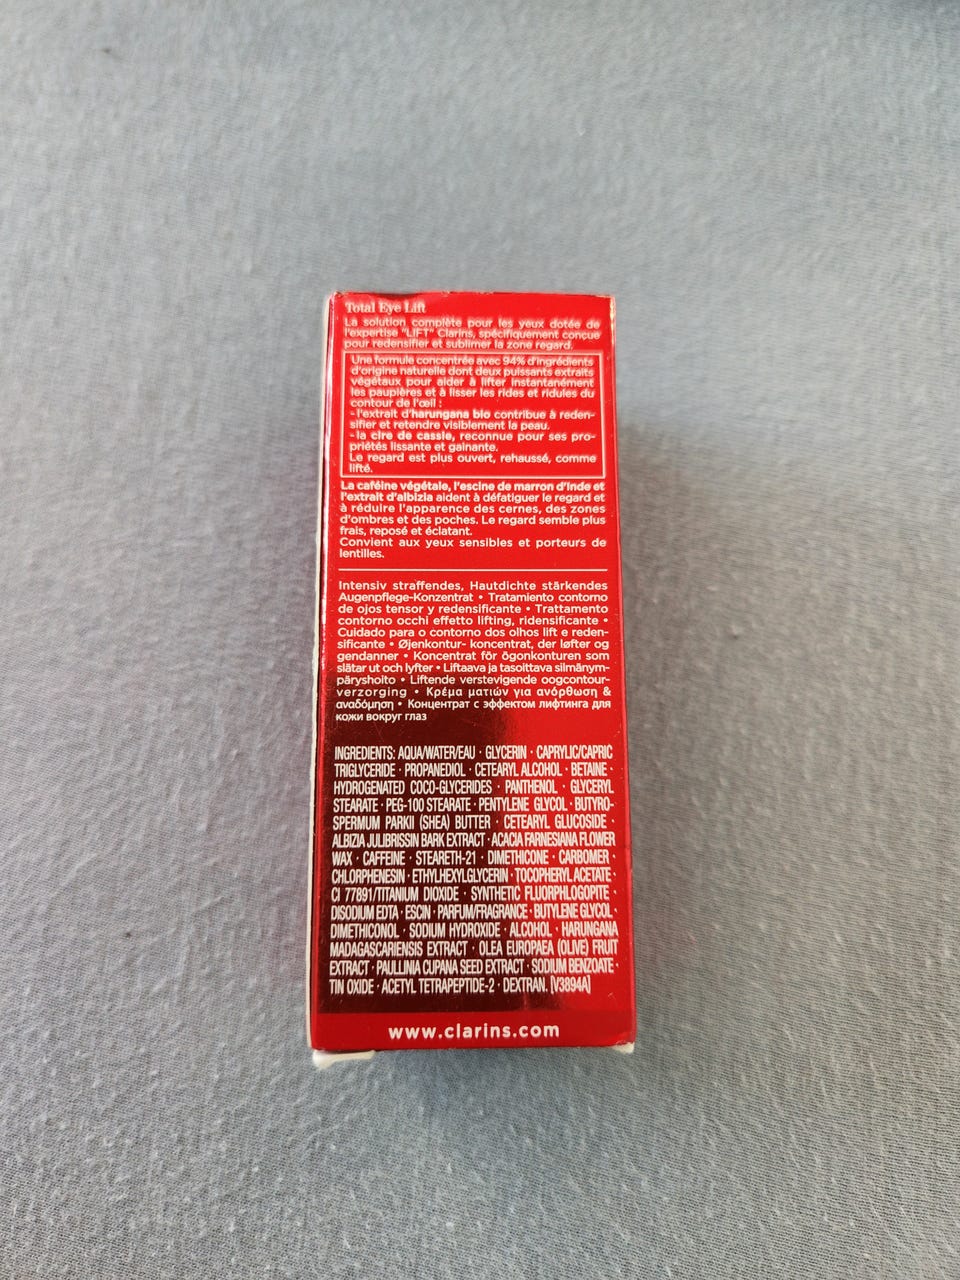 Total Eye Lift
La solution complète pour les yeux dotée de
l'expertise "LIFT" Clarins, spécifiquement conçue
pour redensifier et sublimer la zone regard.
Une formule concentrée avec 94% d'ingrédients
d'origine naturelle dont deux puissants extraits
végétaux pour aider à lifter instantanément
les paupières et à lisser les rides et ridules du
contour de l'œil :
-l'extrait d'harungana bio contribue à reden-
sifier et retendre visiblement la peau.
-la cire de cassie, reconnue pour ses pro-
priétés lissante et gainante.
Le regard est plus ouvert, rehaussé, comme
lifté.
La caféine végétale, l'escine de marron d'Inde et
l'extrait d'albizia aident à défatiguer le regard et
à réduire l'apparence des cernes, des zones
d'ombres et des poches. Le regard semble plus
frais, reposé et éclatant.
Convient aux yeux sensibles et porteurs de
lentilles.
Intensiv straffendes, Hautdichte stärkendes
Augenpflege-Konzentrat • Tratamiento contorno
de ojos tensor y redensificante • Trattamento
contorno occhi effetto lifting, ridensificante •
Cuidado para o contorno dos olhos lift e reden-
sificante • Øjenkontur- koncentrat, der løfter og
gendanner • Koncentrat för ögonkonturen som
slätar ut och lyfter • Liftaava ja tasoittava silmänym-
päryshoito • Liftende verstevigende oogcontour-
verzorging • Κρέμα ματιών για ανόρθωση &
αναδόμηση • Концентрат с эффектом лифтинга для
кожи вокруг глаз
INGREDIENTS: AQUA/WATER/EAU · GLYCERIN · CAPRYLIC/CAPRIC
TRIGLYCERIDE · PROPANEDIOL · CETEARYL ALCOHOL · BETAINE ·
HYDROGENATED COCO-GLYCERIDES · PANTHENOL · GLYCERYL
STEARATE · PEG-100 STEARATE · PENTYLENE GLYCOL · BUTYRO-
SPERMUM PARKII (SHEA) BUTTER · CETEARYL GLUCOSIDE ·
ALBIZIA JULIBRISSIN BARK EXTRACT · ACACIA FARNESIANA FLOWER
WAX · CAFFEINE · STEARETH-21 · DIMETHICONE · CARBOMER ·
CHLORPHENESIN · ETHYLHEXYLGLYCERIN · TOCOPHERYL ACETATE ·
CI 77891/TITANIUM DIOXIDE · SYNTHETIC FLUORPHLOGOPITE ·
DISODIUM EDTA · ESCIN · PARFUM/FRAGRANCE · BUTYLENE GLYCOL ·
DIMETHICONOL · SODIUM HYDROXIDE · ALCOHOL · HARUNGANA
MADAGASCARIENSIS EXTRACT · OLEA EUROPAEA (OLIVE) FRUIT
EXTRACT · PAULLINIA CUPANA SEED EXTRACT · SODIUM BENZOATE ·
TIN OXIDE · ACETYL TETRAPEPTIDE-2 · DEXTRAN. [V3894A]
www.clarins.com